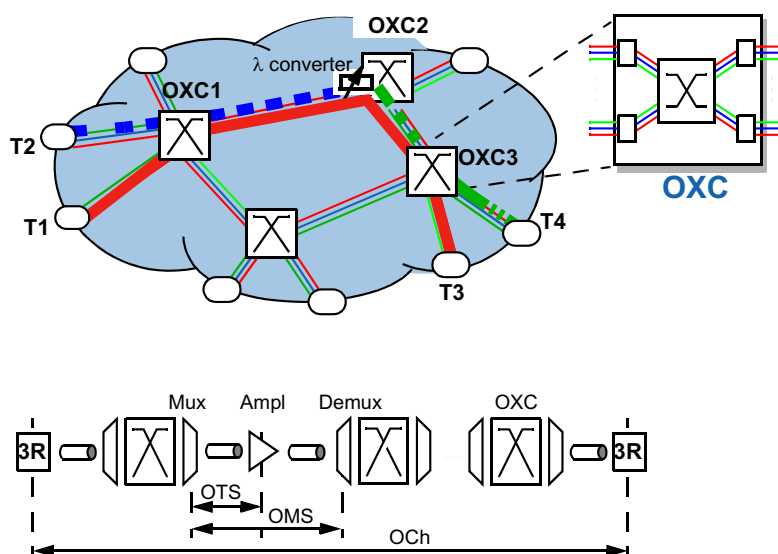 OXC2
λ converter
OXC1
T2
OXC3
OXC
T1
T4
T3
Mux
Ampl
Demux
OXC
3R
3R
OTS
OMS
OCh